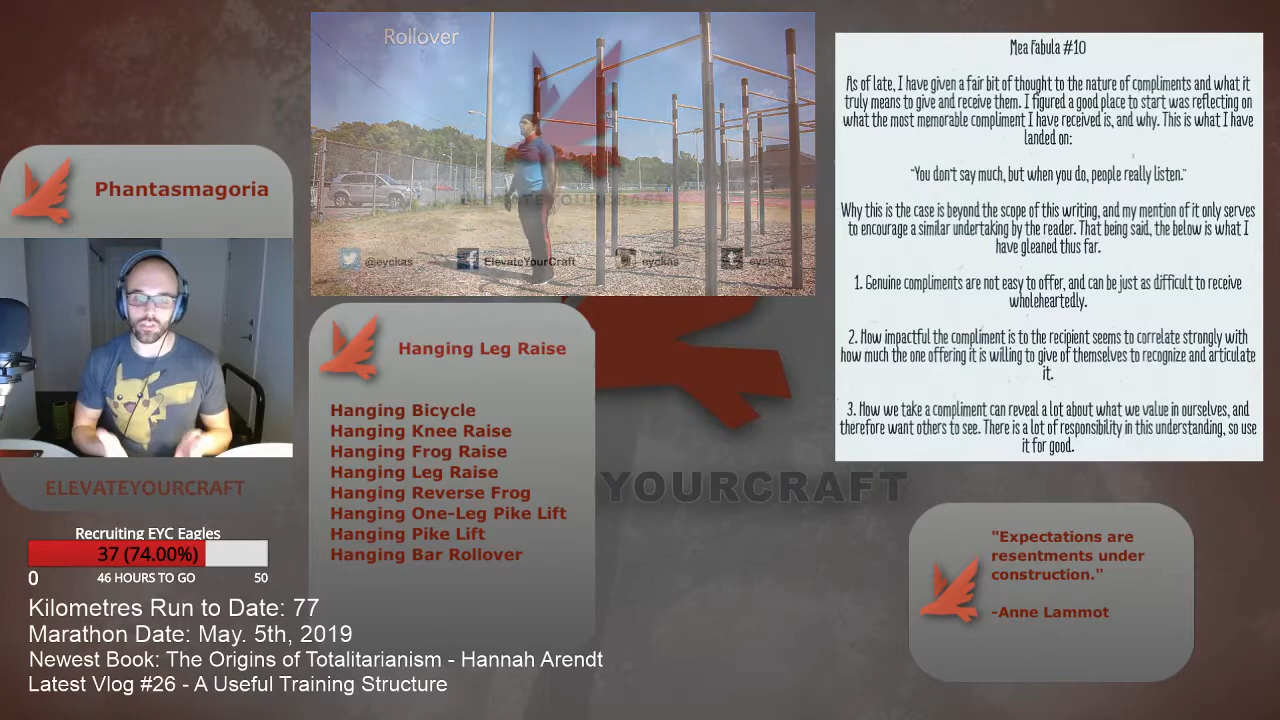 Rollover
ELEVATEYOURCRAFT
@eyckas
ElevateYourCraft
eyckas
eyckas
Mea Fabula #10
As of late, I have given a fair bit of thought to the nature of compliments and what it
truly means to give and receive them. I figured a good place to start was reflecting on
what the most memorable compliment I have received is, and why. This is what I have
landed on:
"You don't say much, but when you do, people really listen."
Why this is the case is beyond the scope of this writing, and my mention of it only serves
to encourage a similar undertaking by the reader. That being said, the below is what I
have gleaned thus far.
1. Genuine compliments are not easy to offer, and can be just as difficult to receive
wholeheartedly.
2. How impactful the compliment is to the recipient seems to correlate strongly with
how much the one offering it is willing to give of themselves to recognize and articulate
it.
3. How we take a compliment can reveal a lot about what we value in ourselves, and
therefore want others to see. There is a lot of responsibility in this understanding, so use
it for good.
Phantasmagoria
ELEVATEYOURCRAFT
Hanging Leg Raise
Hanging Bicycle
Hanging Knee Raise
Hanging Frog Raise
Hanging Leg Raise
Hanging Reverse Frog
Hanging One-Leg Pike Lift
Hanging Pike Lift
Hanging Bar Rollover
YOURCRAFT
"Expectations are
resentments under
construction."
-Anne Lammot
Recruiting EYC Eagles
37 (74.00%)
0 46 HOURS TO GO 50
Kilometres Run to Date: 77
Marathon Date: May. 5th, 2019
Newest Book: The Origins of Totalitarianism - Hannah Arendt
Latest Vlog #26 - A Useful Training Structure